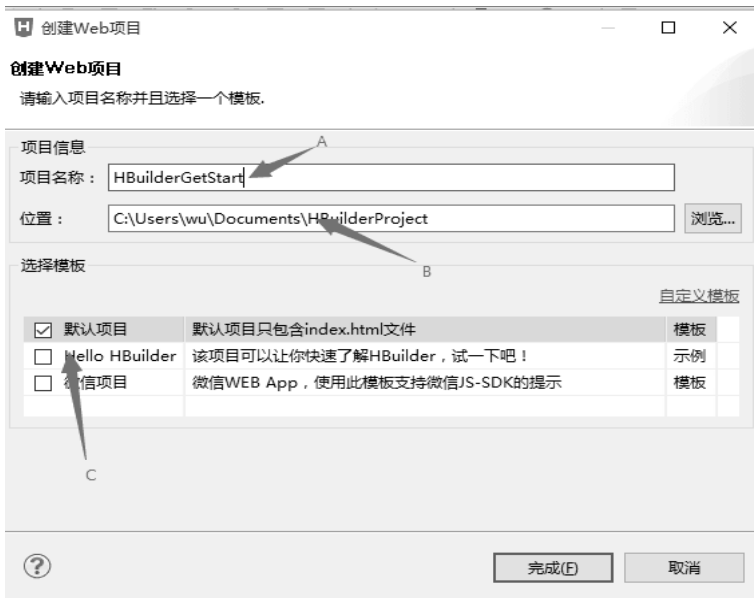 创建Web项目
创建Web项目
请输入项目名称并且选择一个模板.
项目信息
A
项目名称： HBuilderGetStart
位置： C:\Users\wu\Documents\HBuilderProject 浏览...
B
选择模板
自定义模板
默认项目 默认项目只包含index.html文件 模板
Hello HBuilder 该项目可以让你快速了解HBuilder，试一下吧！ 示例
微信项目 微信WEB App，使用此模板支持微信JS-SDK的提示 模板
C
完成(F) 取消